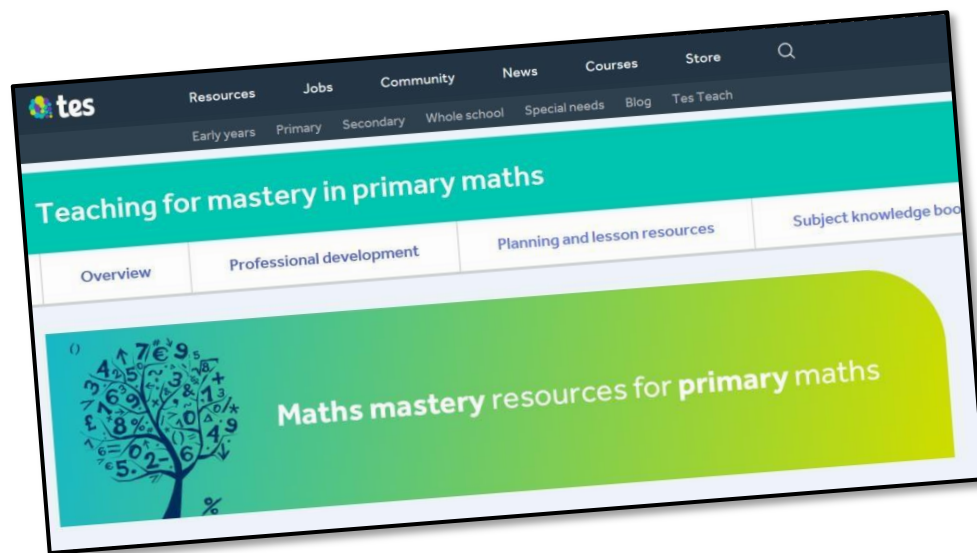 tes
Resources Jobs Community News Courses Store
Early years Primary Secondary Whole school Special needs Blog Tes Teach
Teaching for mastery in primary maths
Overview Professional development Planning and lesson resources Subject knowledge boo
Maths mastery resources for primary maths